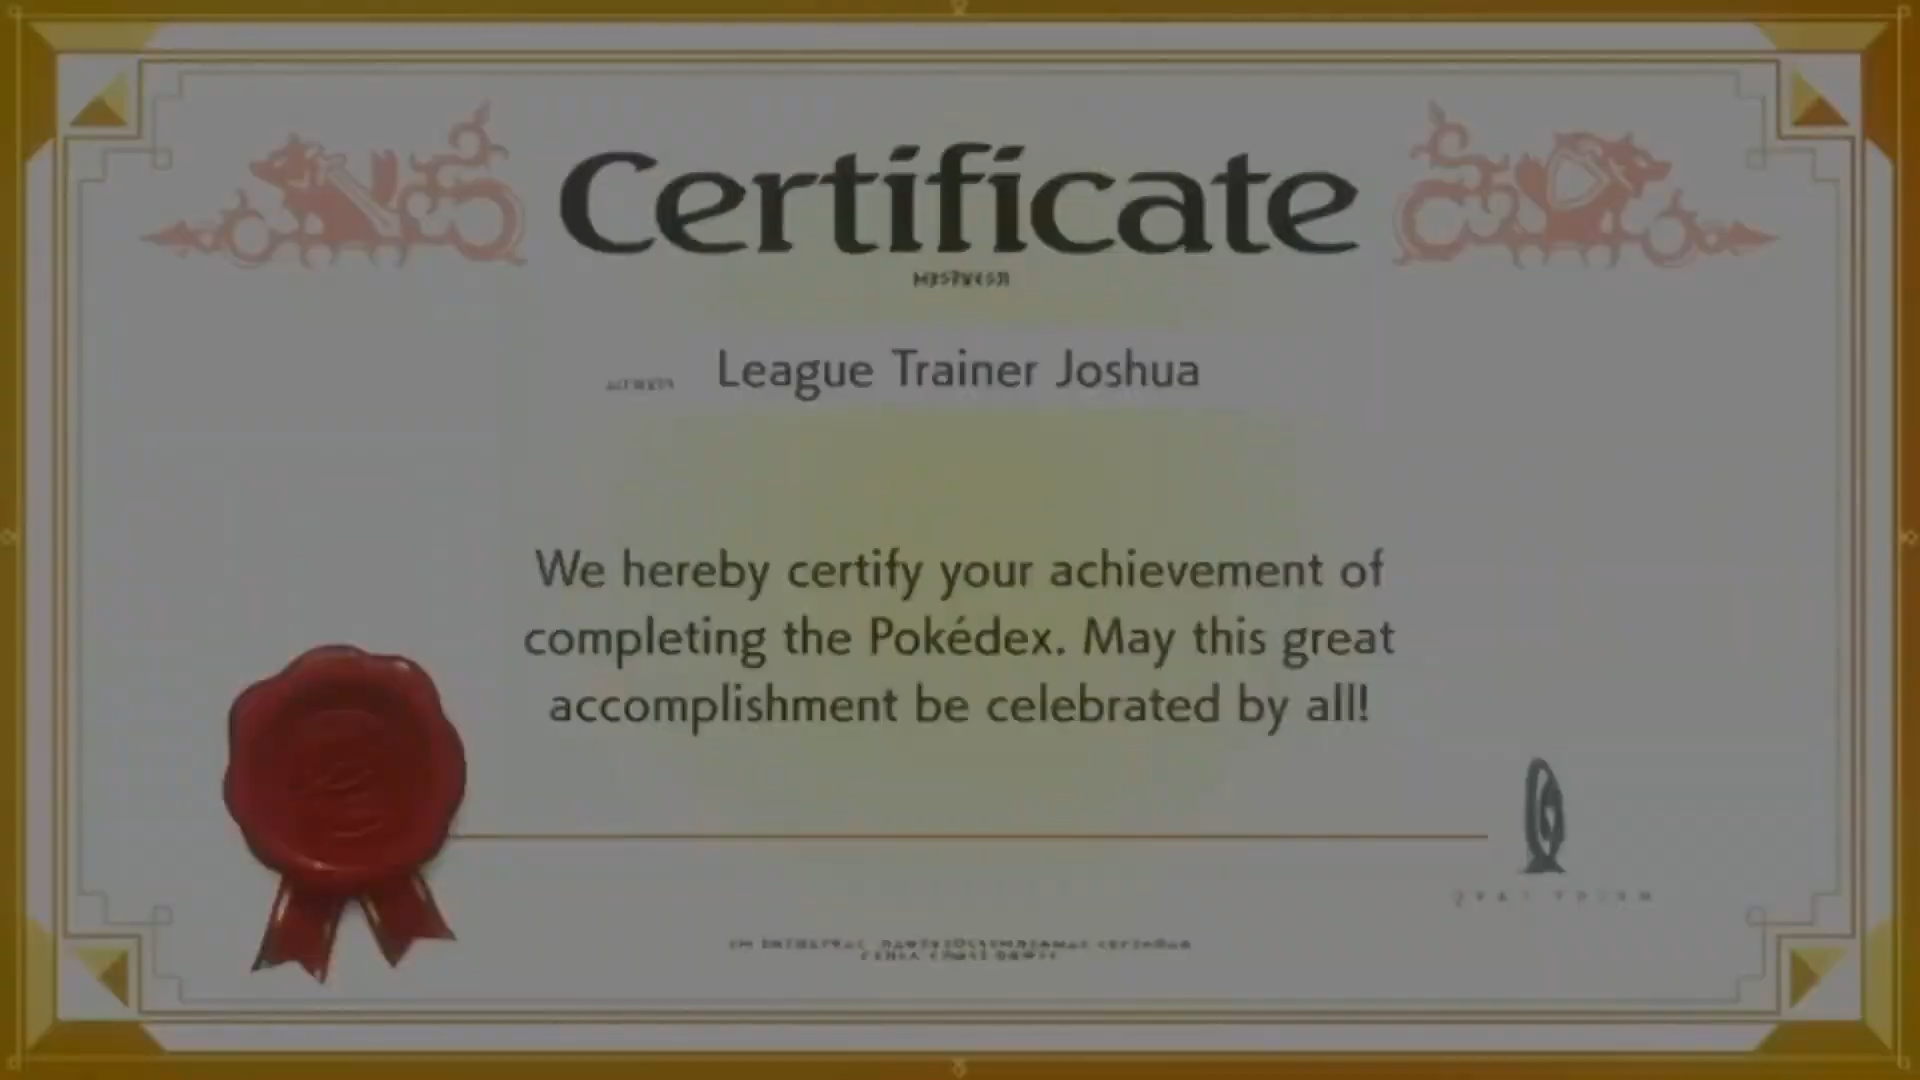 Certificate
League Trainer Joshua
We hereby certify your achievement of
completing the Pokédex. May this great
accomplishment be celebrated by all!